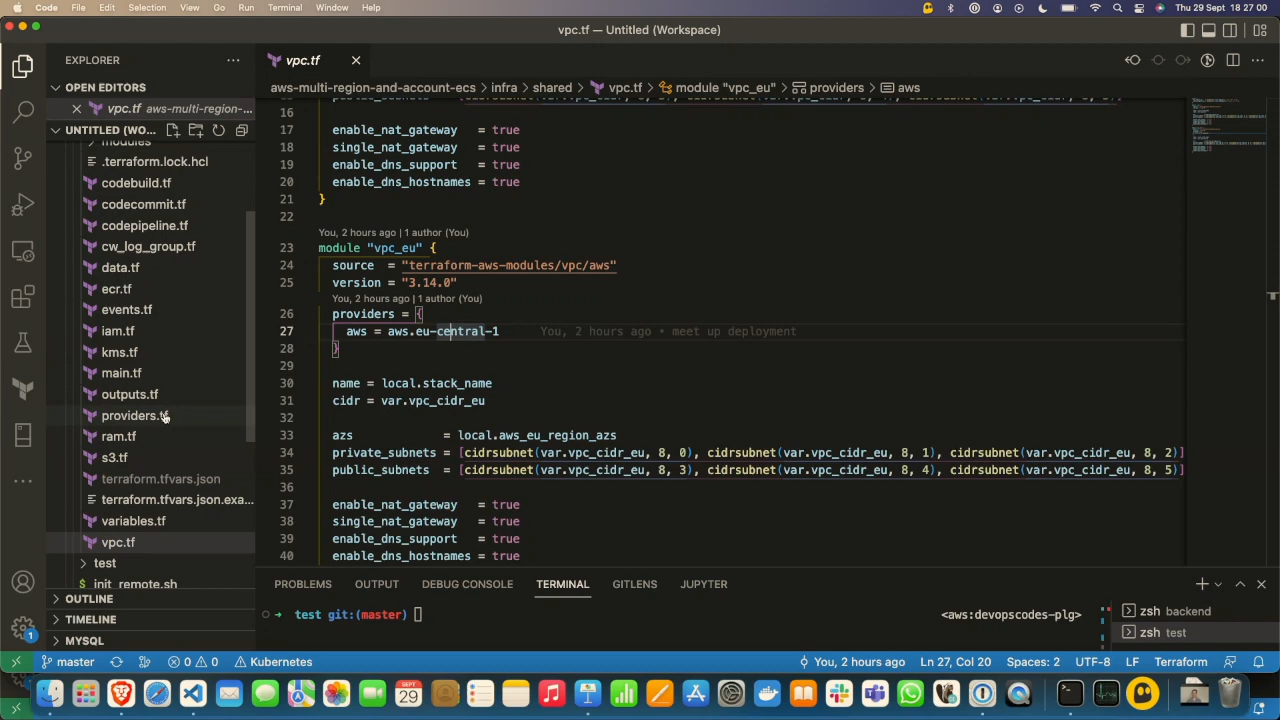 Code File Edit Selection View Go Run Terminal Window Help Thu 29 Sept 18 27 00
vpc.tf — Untitled (Workspace)
EXPLORER
vpc.tf
OPEN EDITORS
vpc.tf aws-multi-region-...
UNTITLED (WO...
modules
.terraform.lock.hcl
codebuild.tf
codecommit.tf
codepipeline.tf
cw_log_group.tf
data.tf
ecr.tf
events.tf
iam.tf
kms.tf
main.tf
outputs.tf
providers.tf
ram.tf
s3.tf
terraform.tfvars.json
terraform.tfvars.json.exa...
variables.tf
vpc.tf
test
init_remote.sh
OUTLINE
TIMELINE
MYSQL
aws-multi-region-and-account-ecs > infra > shared > vpc.tf > module "vpc_eu" > providers > aws
16
17 enable_nat_gateway = true
18 single_nat_gateway = true
19 enable_dns_support = true
20 enable_dns_hostnames = true
21 }
22
You, 2 hours ago | 1 author (You)
23 module "vpc_eu" {
24 source = "terraform-aws-modules/vpc/aws"
25 version = "3.14.0"
You, 2 hours ago | 1 author (You)
26 providers = {
27 aws = aws.eu-central-1 You, 2 hours ago • meet up deployment
28 }
29
30 name = local.stack_name
31 cidr = var.vpc_cidr_eu
32
33 azs = local.aws_eu_region_azs
34 private_subnets = [cidrsubnet(var.vpc_cidr_eu, 8, 0), cidrsubnet(var.vpc_cidr_eu, 8, 1), cidrsubnet(var.vpc_cidr_eu, 8, 2)]
35 public_subnets = [cidrsubnet(var.vpc_cidr_eu, 8, 3), cidrsubnet(var.vpc_cidr_eu, 8, 4), cidrsubnet(var.vpc_cidr_eu, 8, 5)]
36
37 enable_nat_gateway = true
38 single_nat_gateway = true
39 enable_dns_support = true
40 enable_dns_hostnames = true
PROBLEMS OUTPUT DEBUG CONSOLE TERMINAL GITLENS JUPYTER
test git:(master) <aws:devopscodes-plg>
zsh backend
zsh test
1
master 0 0 Kubernetes You, 2 hours ago Ln 27, Col 20 Spaces: 2 UTF-8 LF Terraform
SEPT
29